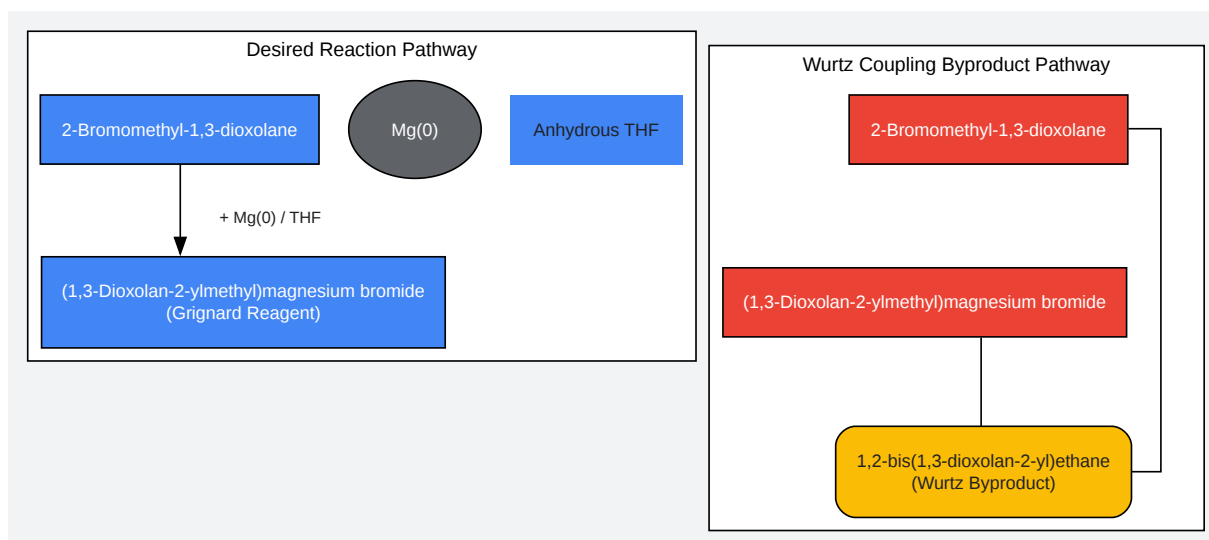 Desired Reaction Pathway
2-Bromomethyl-1,3-dioxolane
Mg(0)
Anhydrous THF
+ Mg(0) / THF
(1,3-Dioxolan-2-ylmethyl)magnesium bromide
(Grignard Reagent)
Wurtz Coupling Byproduct Pathway
2-Bromomethyl-1,3-dioxolane
(1,3-Dioxolan-2-ylmethyl)magnesium bromide
1,2-bis(1,3-dioxolan-2-yl)ethane
(Wurtz Byproduct)